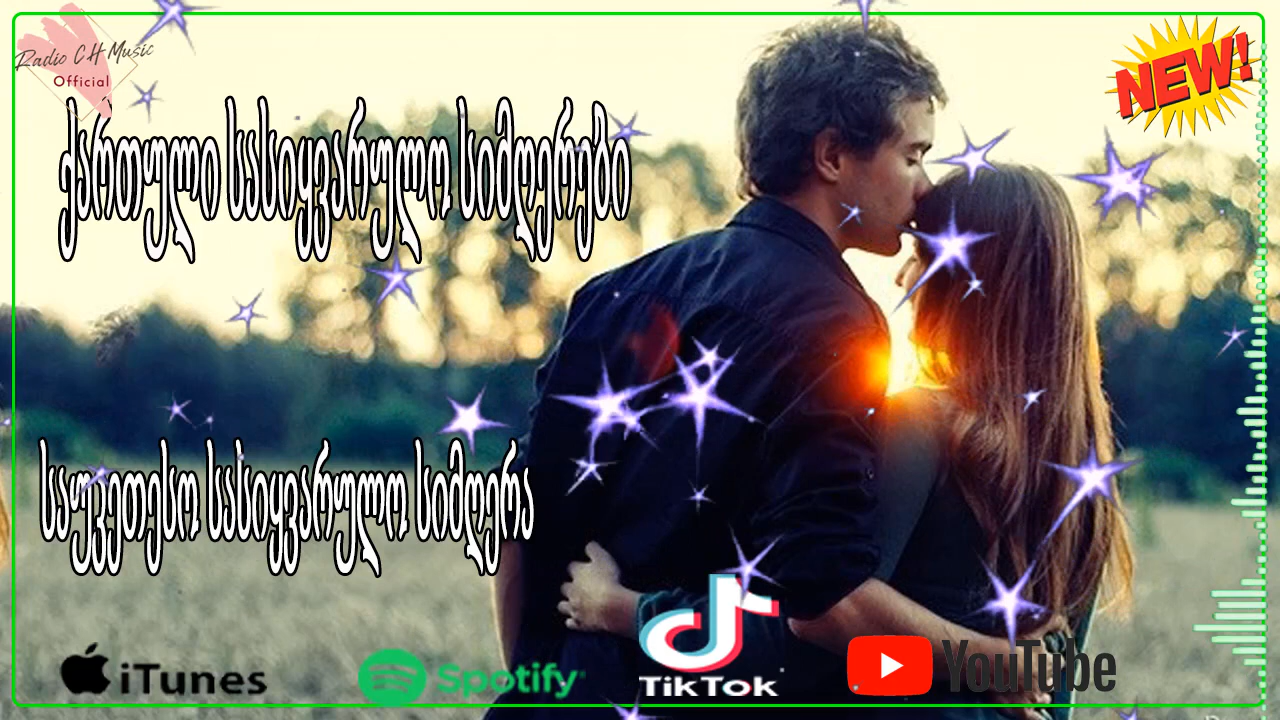 Radio CH Music
Official
NEW!
ქართული სასიყვარულო სიმღერები
საუკეთესო სასიყვარულო სიმღერა
iTunes
Spotify
TikTok
YouTube